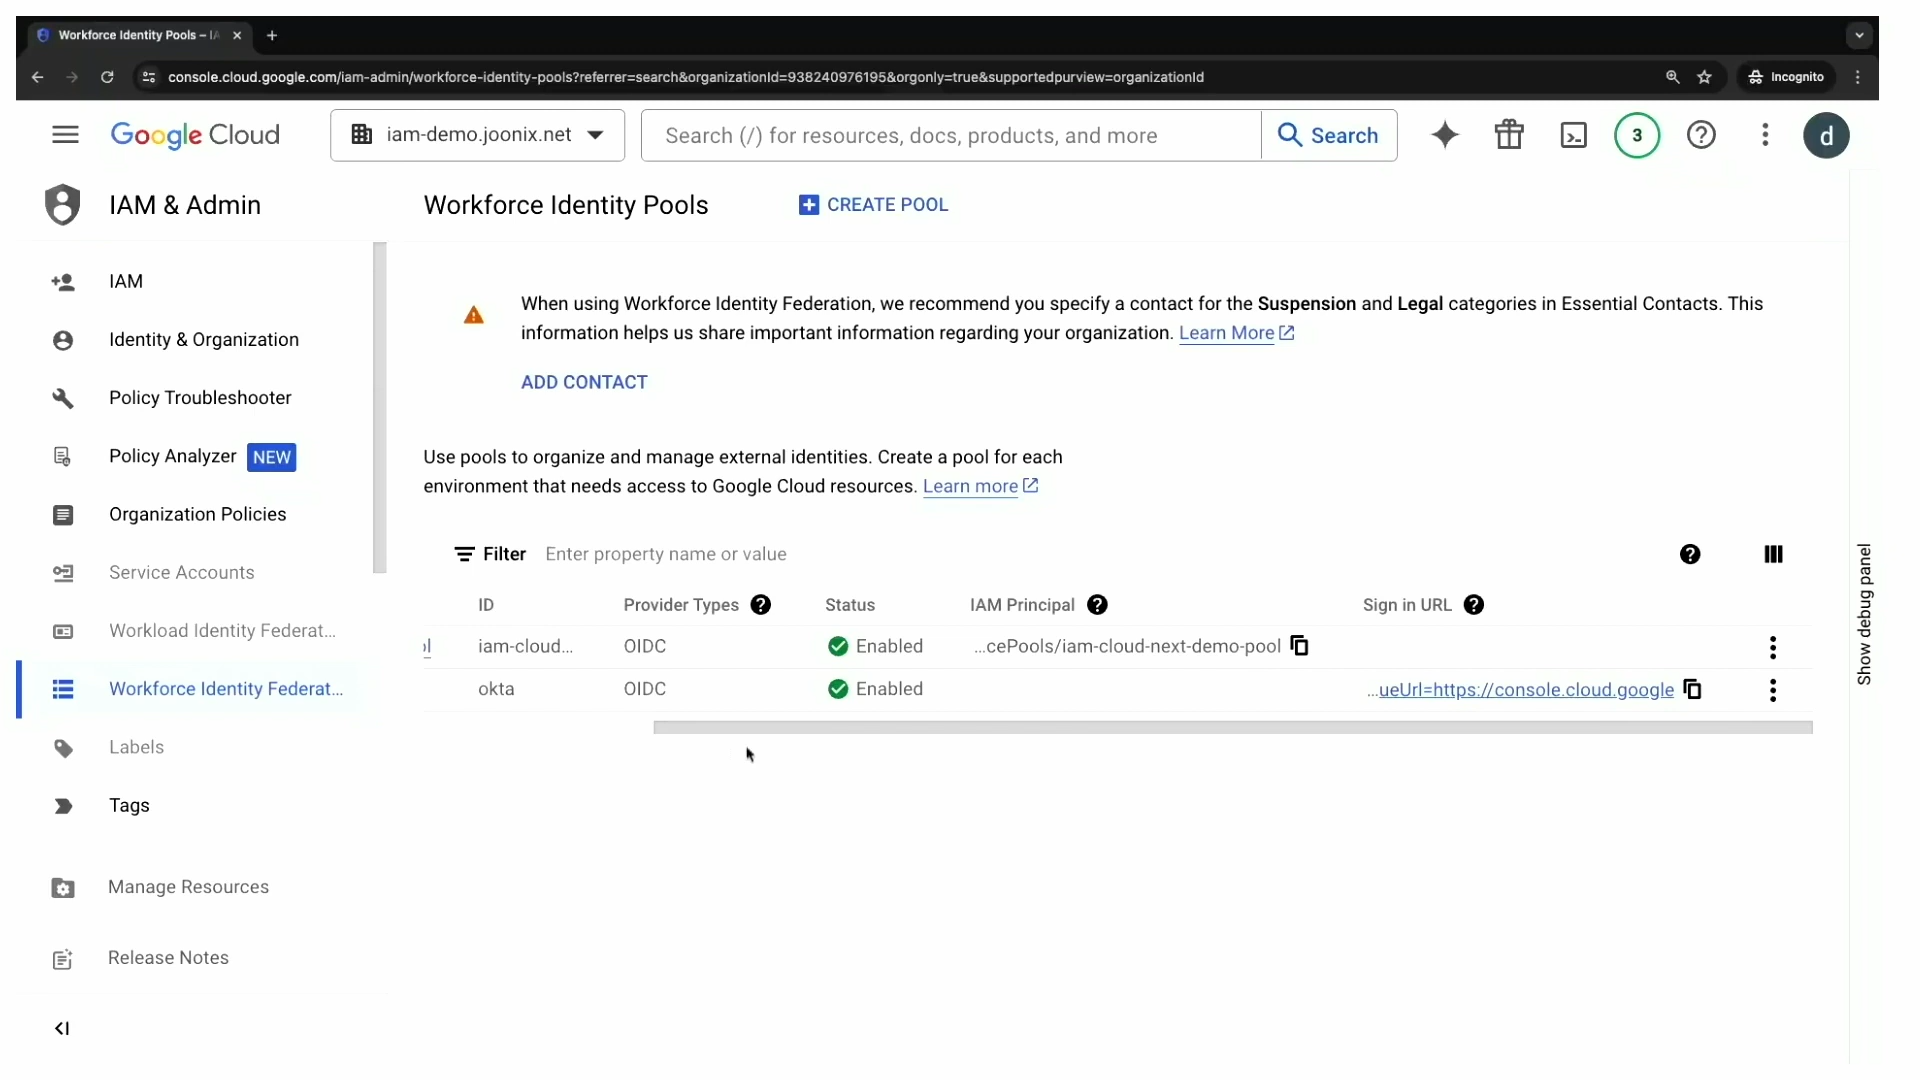 Workforce Identity Pools – IA
console.cloud.google.com/iam-admin/workforce-identity-pools?referrer=search&organizationId=938240976195&orgonly=true&supportedpurview=organizationId
Incognito
Google Cloud
iam-demo.joonix.net
Search (/) for resources, docs, products, and more
Search
3
d
IAM & Admin
Workforce Identity Pools
CREATE POOL
IAM
Identity & Organization
Policy Troubleshooter
Policy Analyzer NEW
Organization Policies
Service Accounts
Workload Identity Federat...
Workforce Identity Federat...
Labels
Tags
Manage Resources
Release Notes
When using Workforce Identity Federation, we recommend you specify a contact for the Suspension and Legal categories in Essential Contacts. This
information helps us share important information regarding your organization. Learn More
ADD CONTACT
Use pools to organize and manage external identities. Create a pool for each
environment that needs access to Google Cloud resources. Learn more
Filter Enter property name or value
ID Provider Types Status IAM Principal Sign in URL
ol iam-cloud... OIDC Enabled ...cePools/iam-cloud-next-demo-pool
okta OIDC Enabled ...ueUrl=https://console.cloud.google
Show debug panel